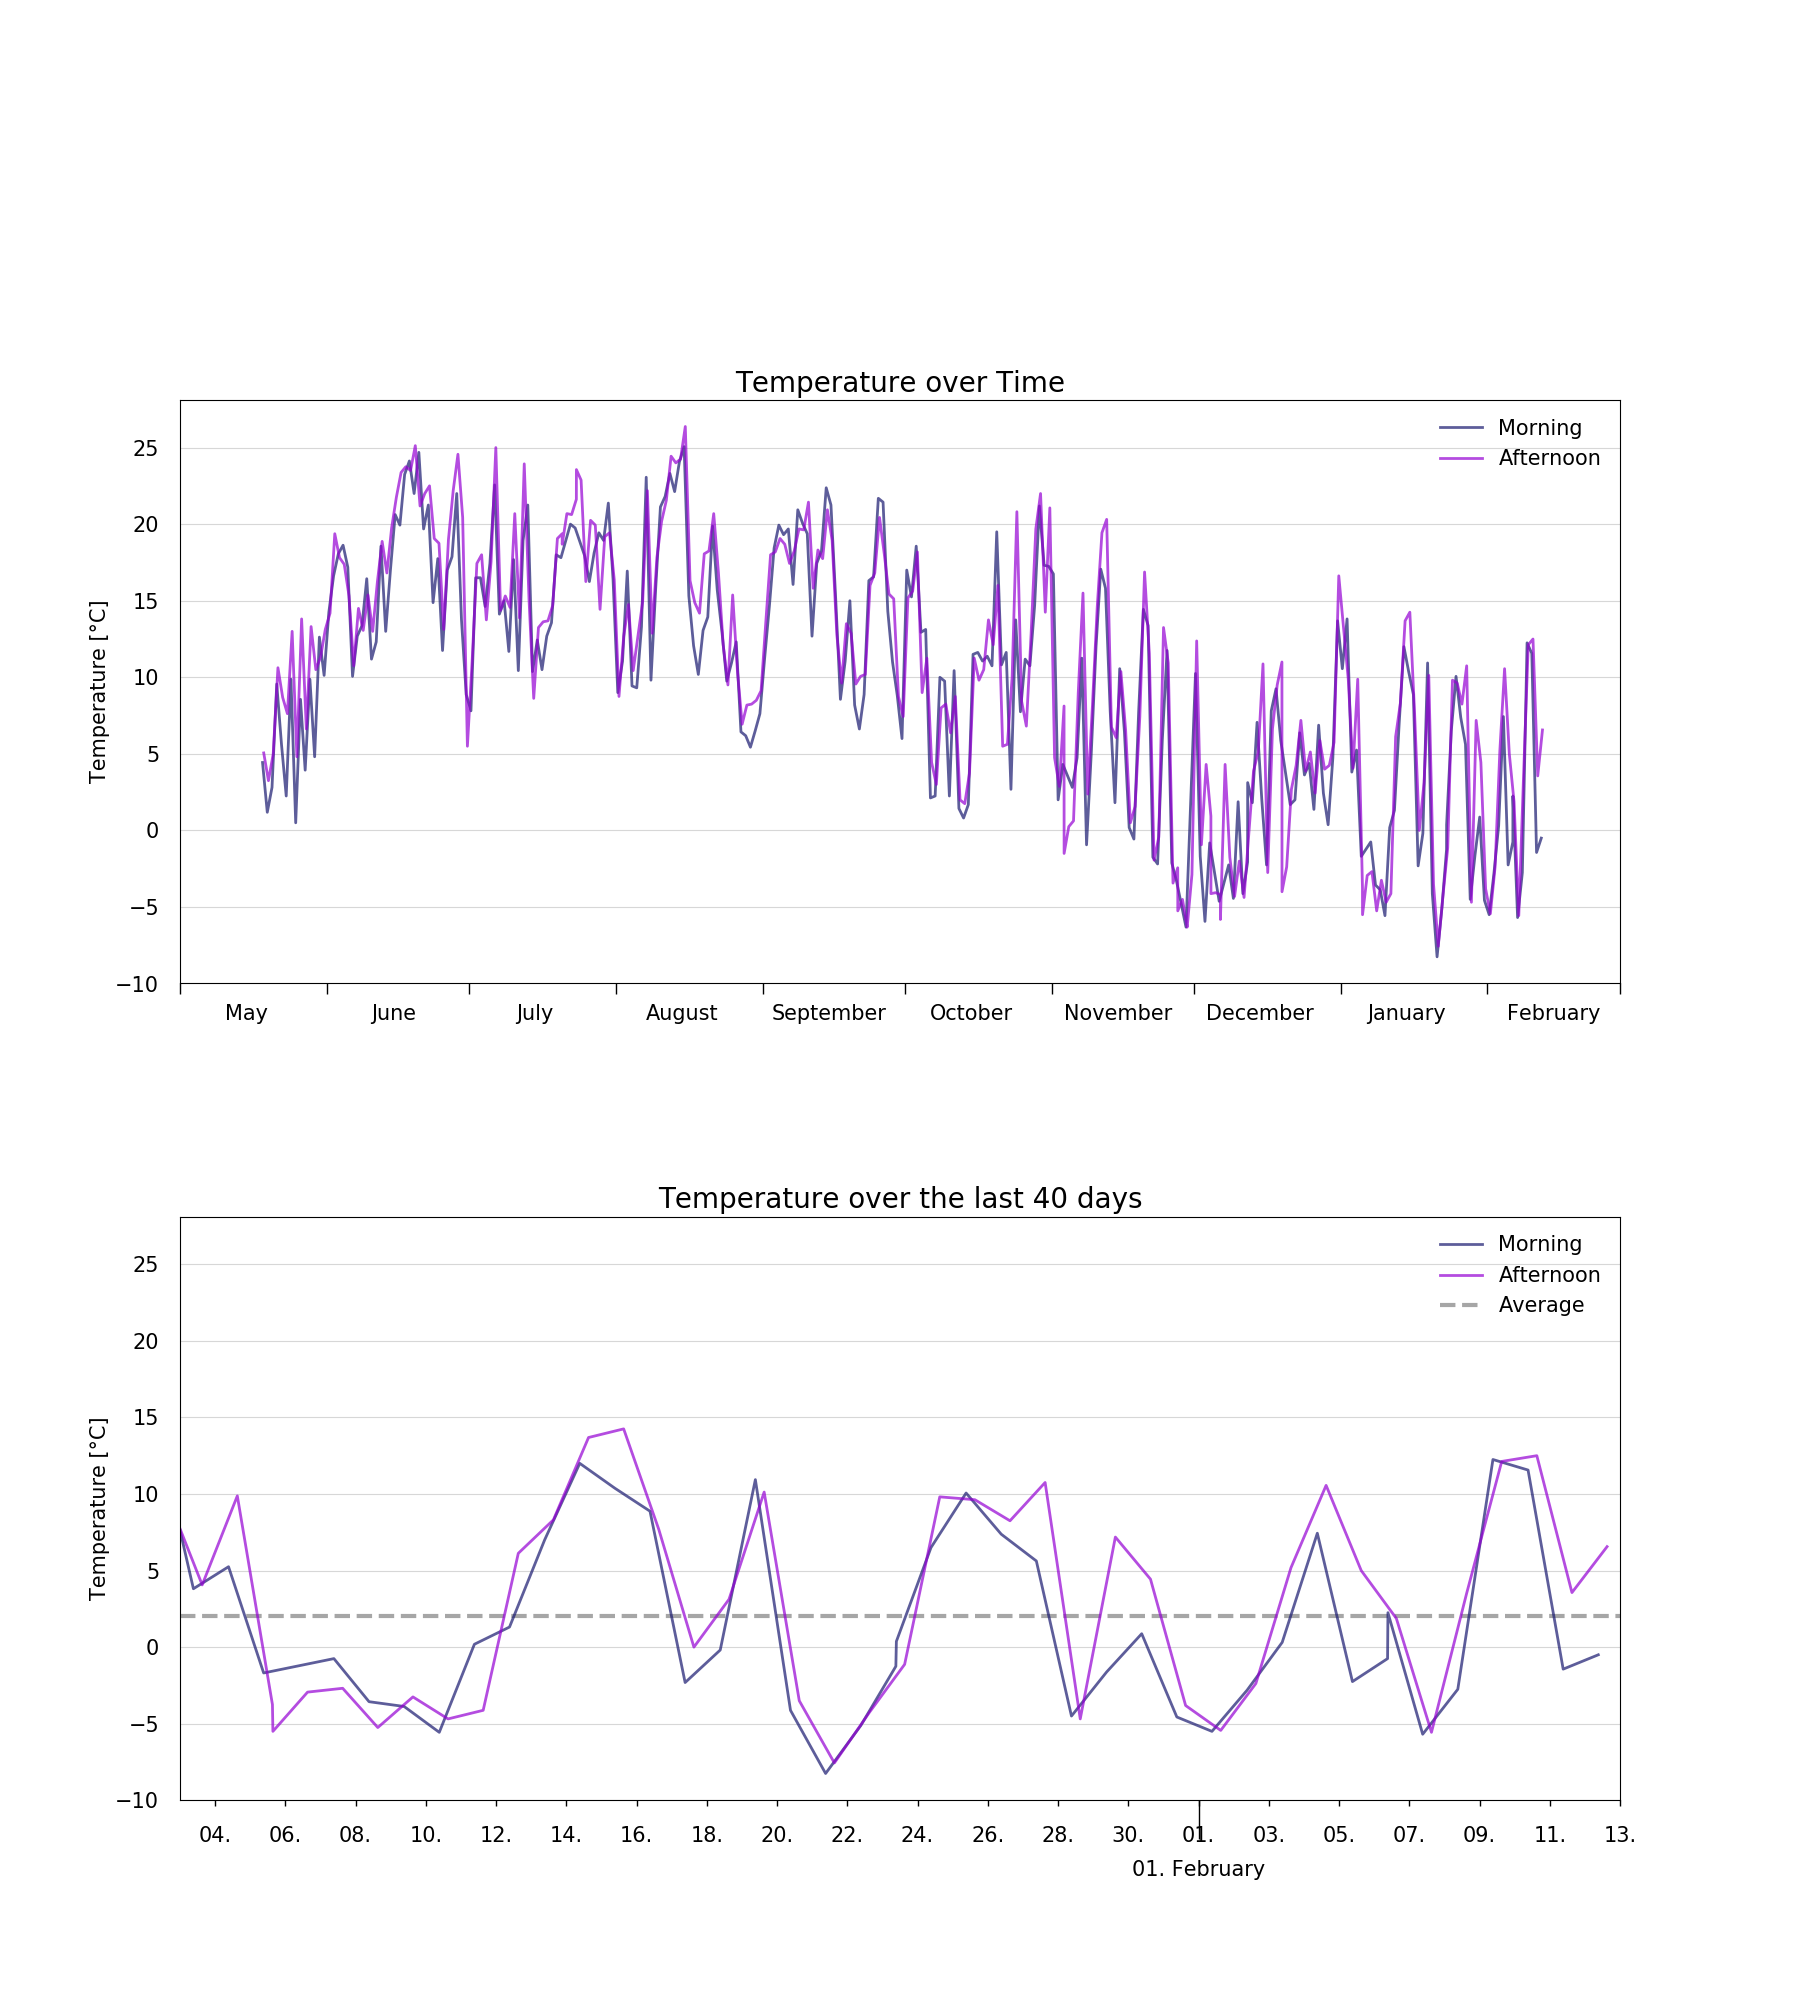 Temperature over Time
Morning
Afternoon
25
20
15
10
5
0
−5
−10
Temperature [°C]
May June July August September October November December January February
Temperature over the last 40 days
Morning
Afternoon
Average
25
20
15
10
5
0
−5
−10
Temperature [°C]
04. 06. 08. 10. 12. 14. 16. 18. 20. 22. 24. 26. 28. 30. 01. 03. 05. 07. 09. 11. 13.
01. February